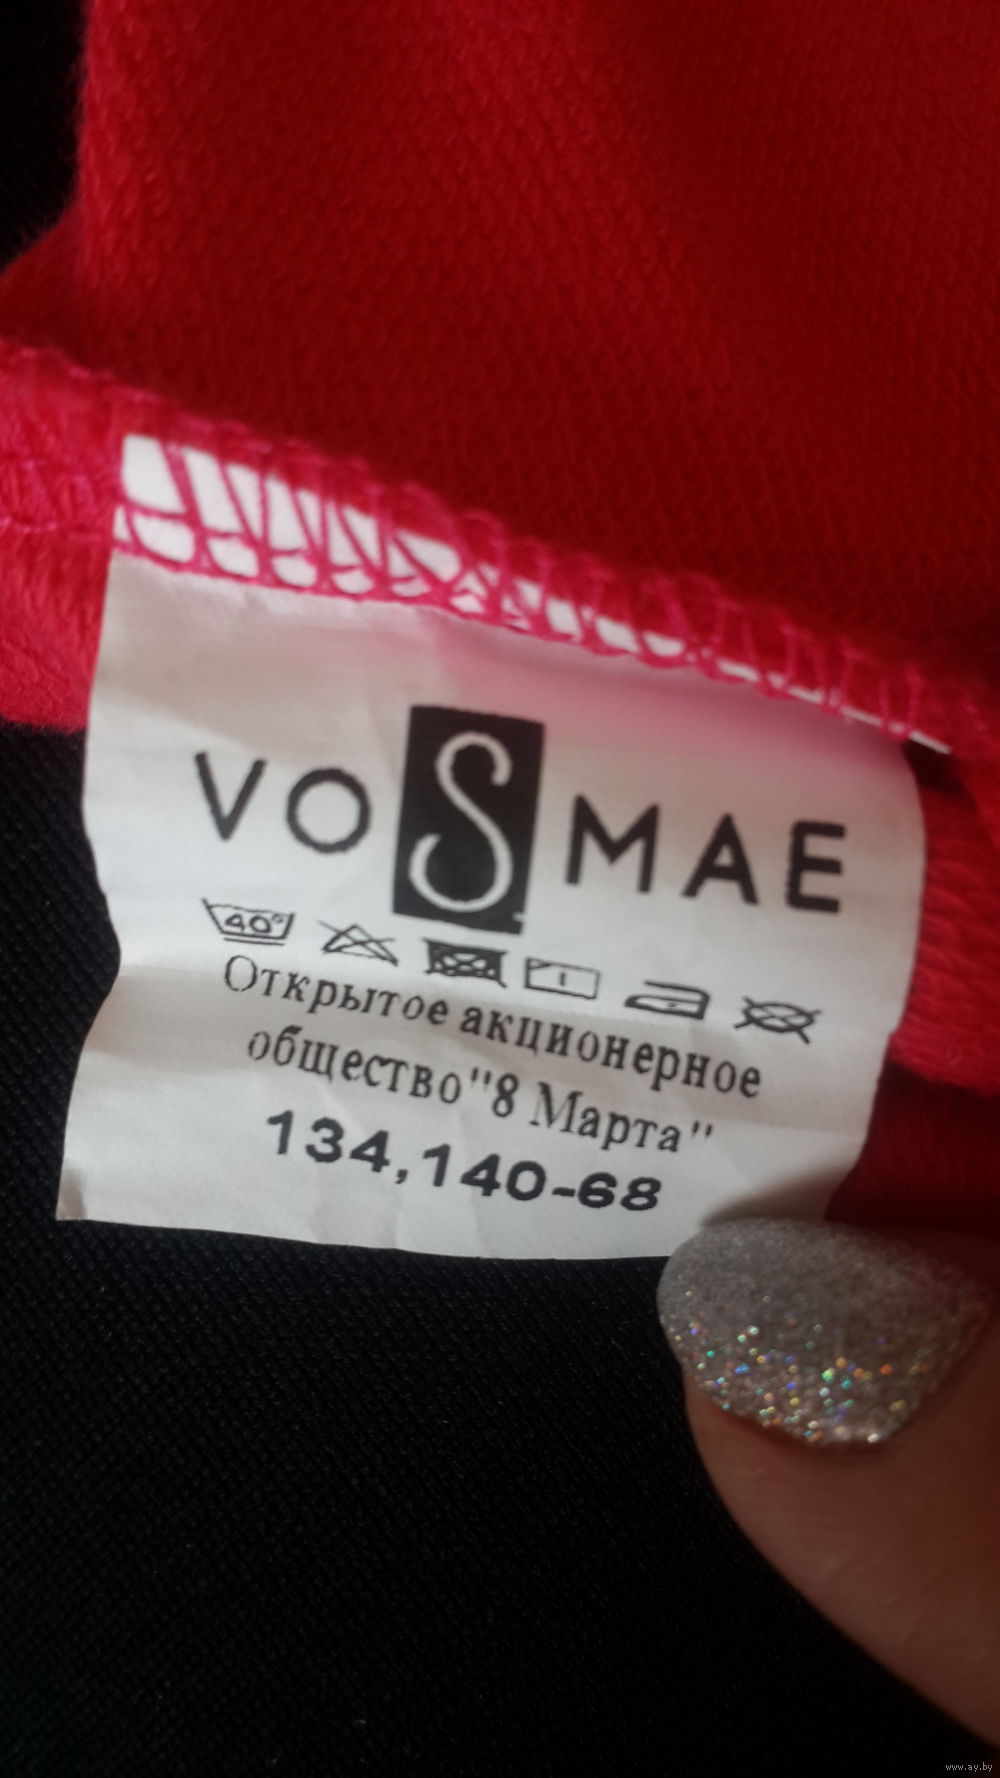 VOSMAE
40°
Открытое акционерное
общество"8 Марта"
134,140-68
www.ay.by